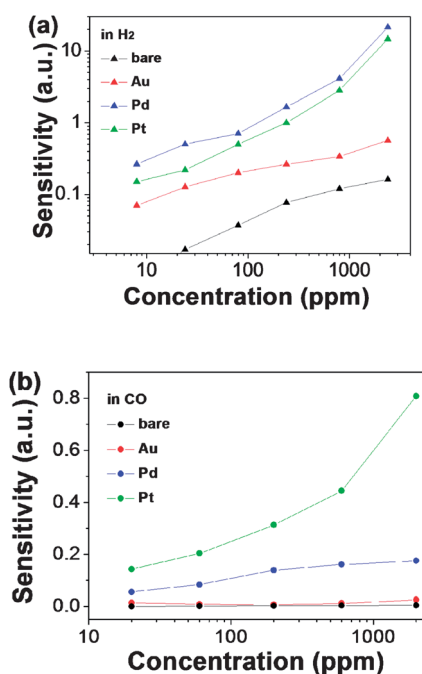 (a)
in H2
bare
Au
Pd
Pt
10
1
0.1
Sensitivity (a.u.)
10
100
1000
Concentration (ppm)
(b)
in CO
bare
Au
Pd
Pt
0.8
0.6
0.4
0.2
0.0
Sensitivity (a.u.)
10
100
1000
Concentration (ppm)